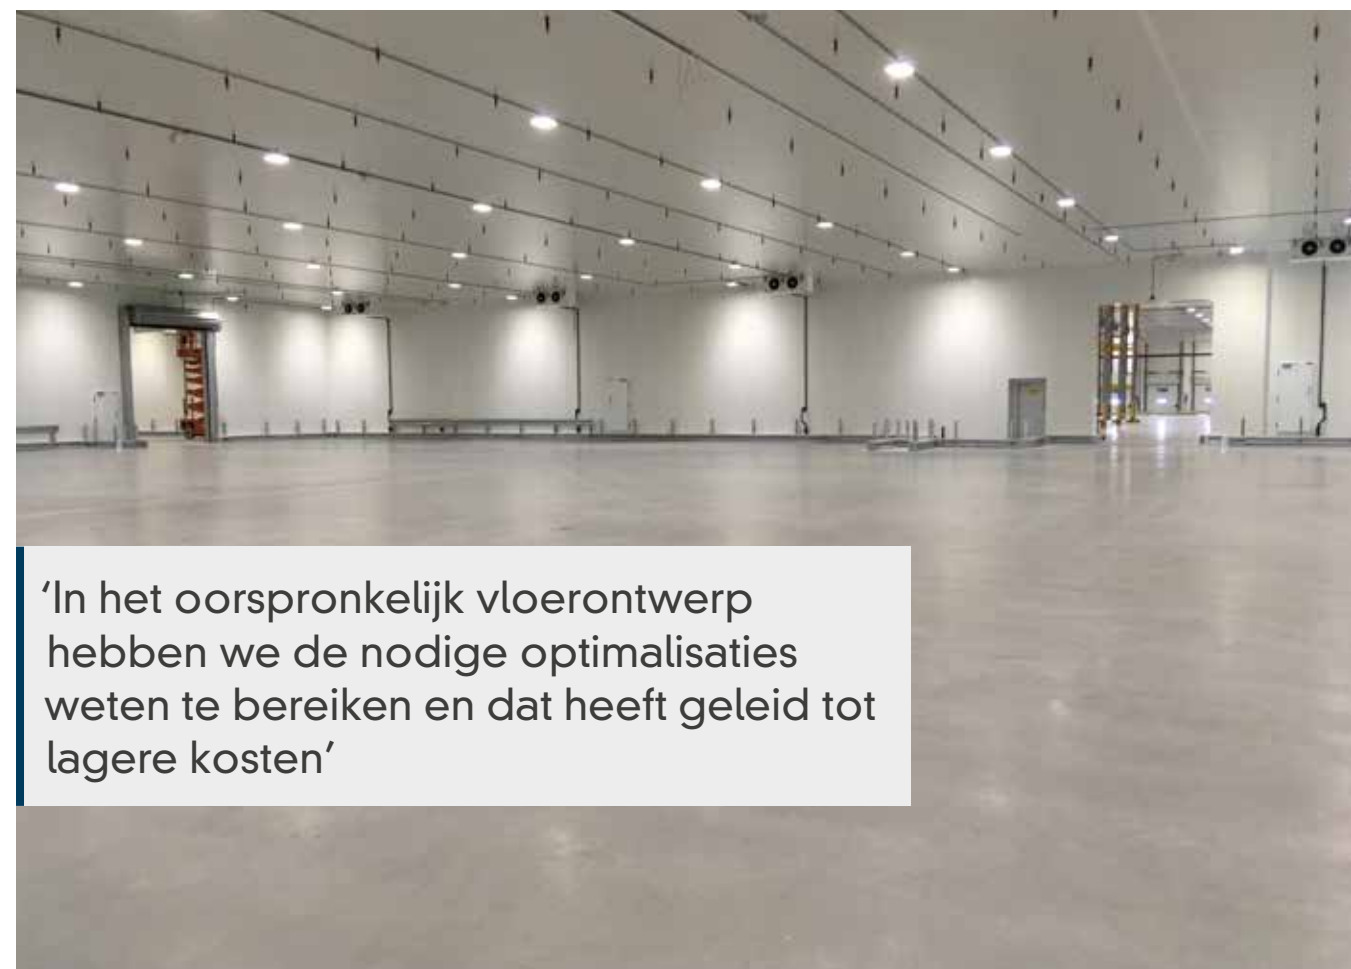 ‘In het oorspronkelijk vloerontwerp
hebben we de nodige optimalisaties
weten te bereiken en dat heeft geleid tot
lagere kosten’